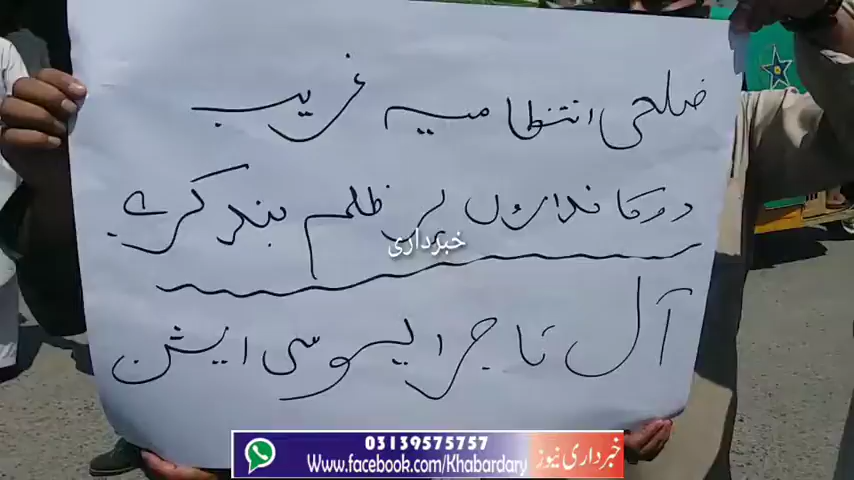 ضلعی انتظامیہ غریب
دوکانداروں پر ظلم بند کرے
خبرداری
آل تاجر ایسوسی ایشن
03139575757
www.facebook.com/Khabardary
خبرداری نیوز